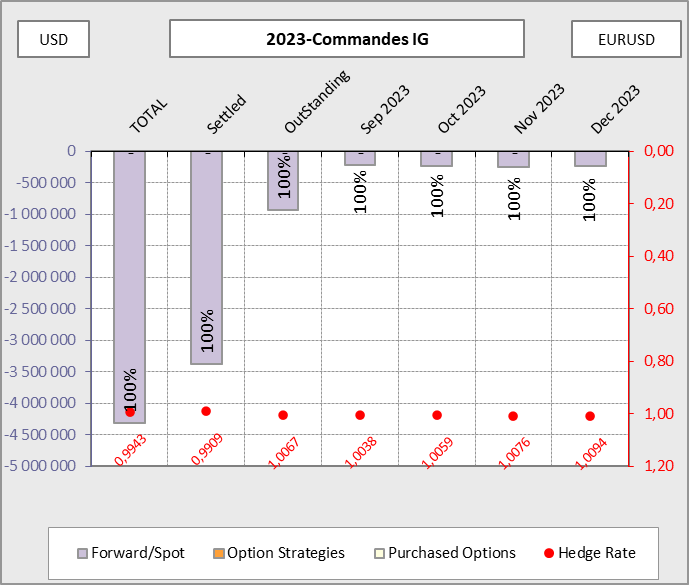 USD
2023-Commandes IG
EURUSD
TOTAL
Settled
OutStanding
Sep 2023
Oct 2023
Nov 2023
Dec 2023
0
-500 000
-1 000 000
-1 500 000
-2 000 000
-2 500 000
-3 000 000
-3 500 000
-4 000 000
-4 500 000
-5 000 000
100%
100%
100%
100%
100%
100%
100%
0,00
0,20
0,40
0,60
0,80
1,00
1,20
0,9943
0,9909
1,0067
1,0038
1,0059
1,0076
1,0094
Forward/Spot
Option Strategies
Purchased Options
Hedge Rate